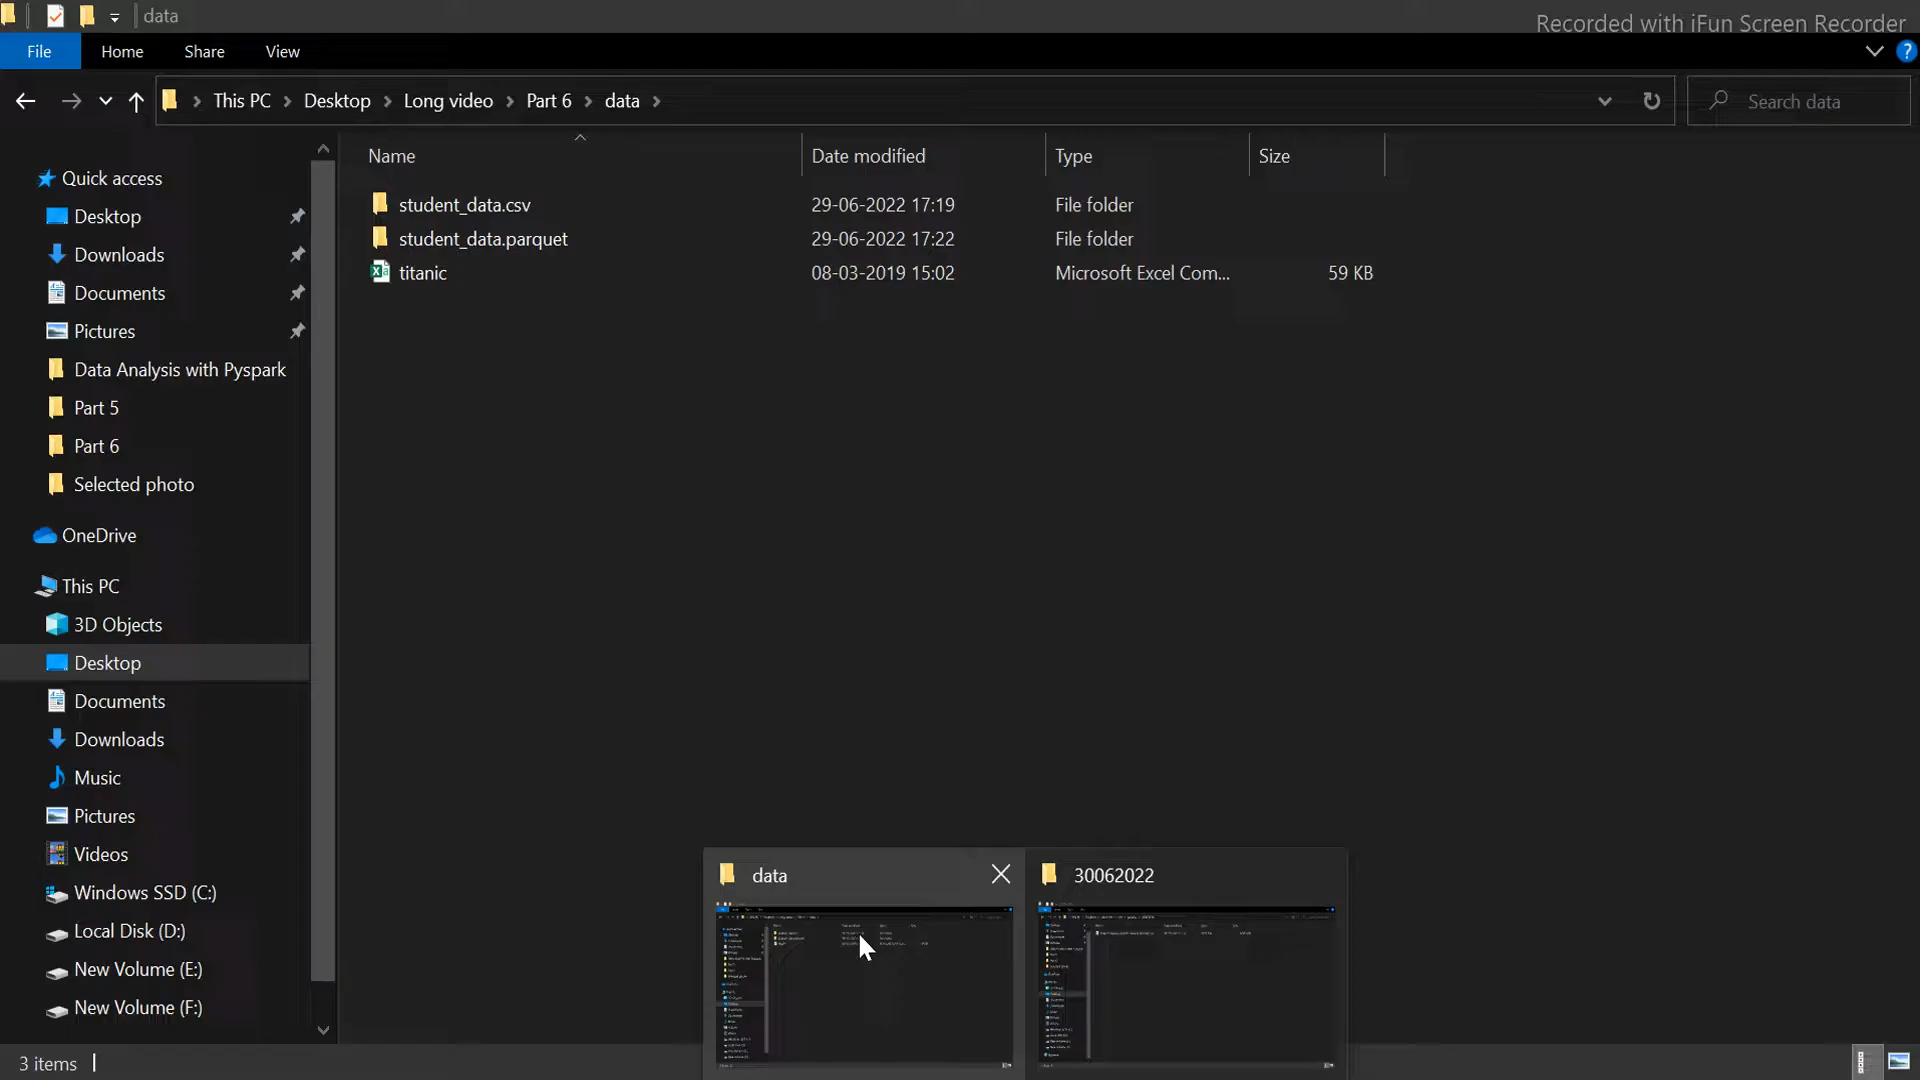 data
Recorded with iFun Screen Recorder
File Home Share View
This PC Desktop Long video Part 6 data
Search data
Name Date modified Type Size
student_data.csv 29-06-2022 17:19 File folder
student_data.parquet 29-06-2022 17:22 File folder
titanic 08-03-2019 15:02 Microsoft Excel Com... 59 KB
Quick access
Desktop
Downloads
Documents
Pictures
Data Analysis with Pyspark
Part 5
Part 6
Selected photo
OneDrive
This PC
3D Objects
Desktop
Documents
Downloads
Music
Pictures
Videos
Windows SSD (C:)
Local Disk (D:)
New Volume (E:)
New Volume (F:)
data
30062022
3 items